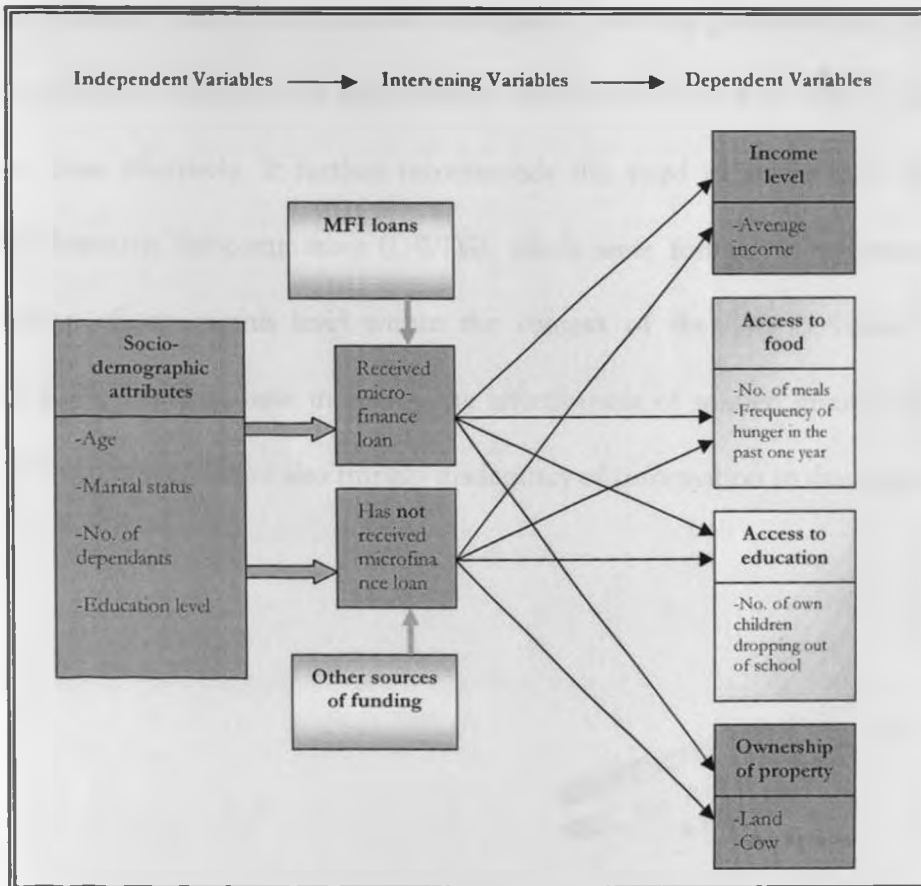 Independent Variables
Intervening Variables
Dependent Variables
MFI loans
Socio-
demographic
attributes
-Age
-Marital status
-No. of
dependants
-Education level
Received
micro-
finance
loan
Has not
received
microfina
nce loan
Other sources
of funding
Income
level
-Average
income
Access to
food
-No. of meals
-Frequency of
hunger in the
past one year
Access to
education
-No. of own
children
dropping out
of school
Ownership
of property
-Land
-Cow